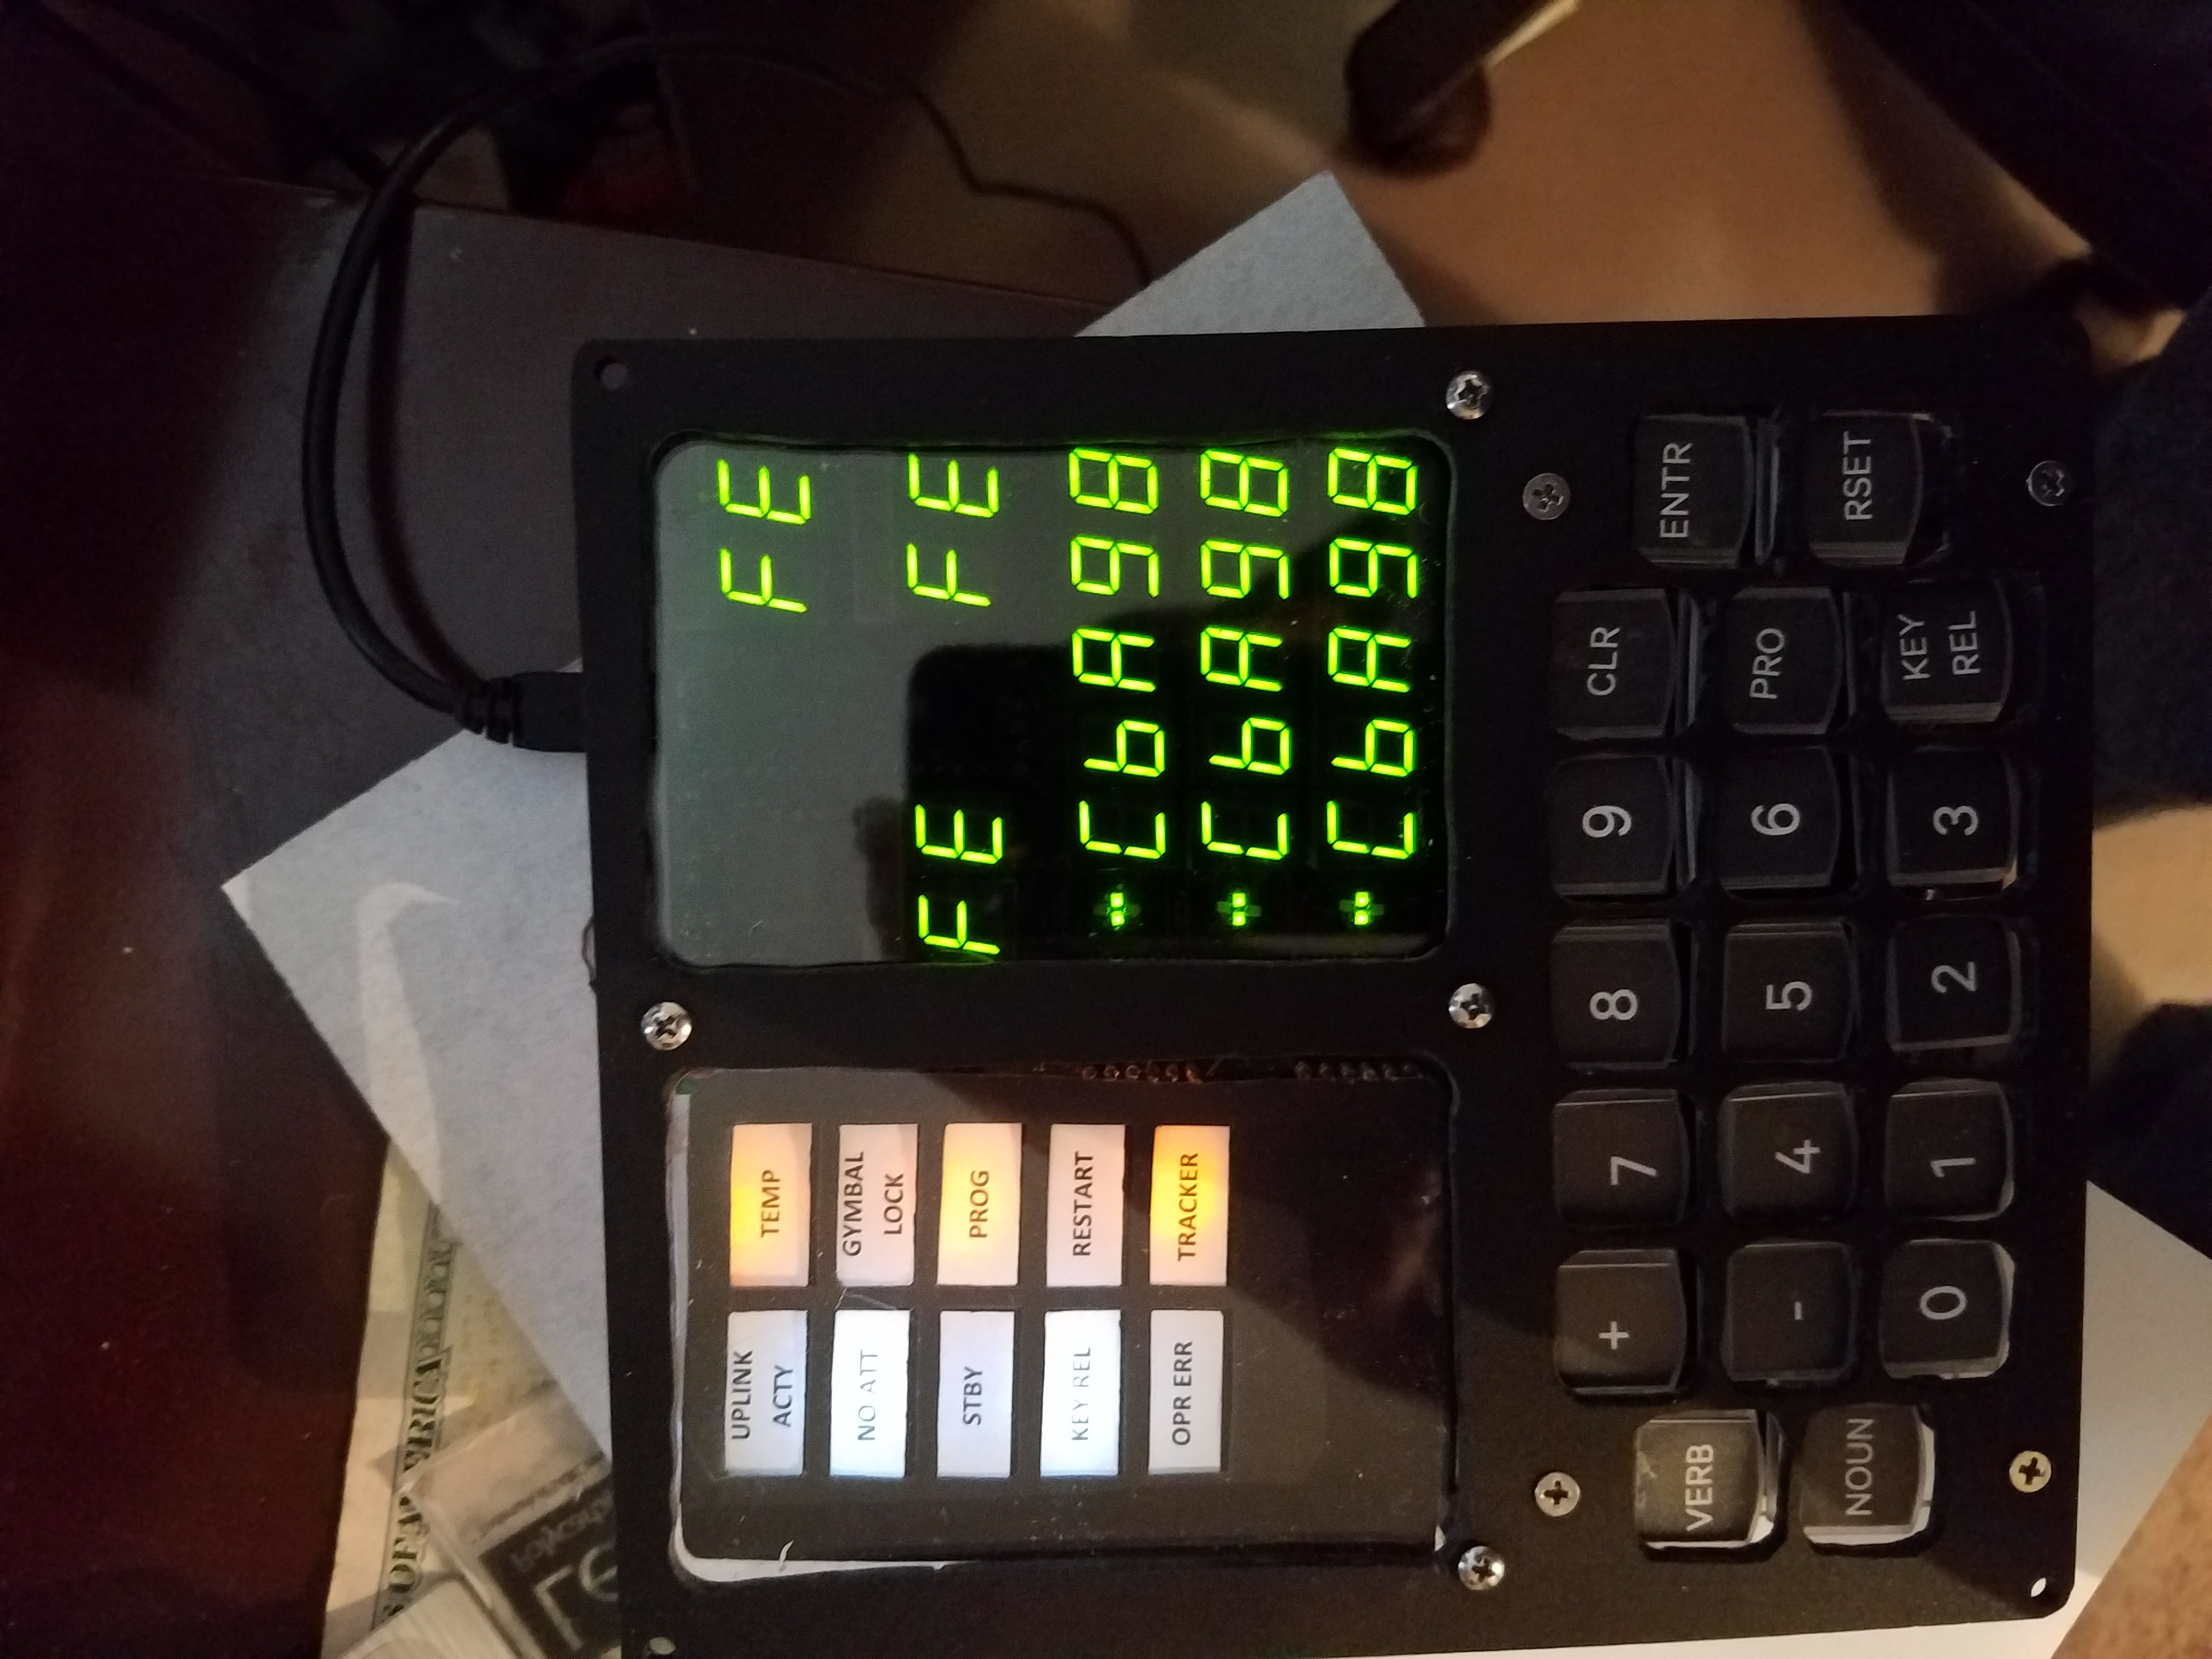 S OF AMERICA
UPLINK ACTY
TEMP
NO ATT
GYMBAL LOCK
STBY
PROG
KEY REL
RESTART
OPR ERR
TRACKER
FE
FE FE
+CbA98
+CbA98
+CbA98
+ 7 8 9 CLR
VERB
ENTR
- 4 5 6 PRO
NOUN
RSET
0 1 2 3 KEY REL